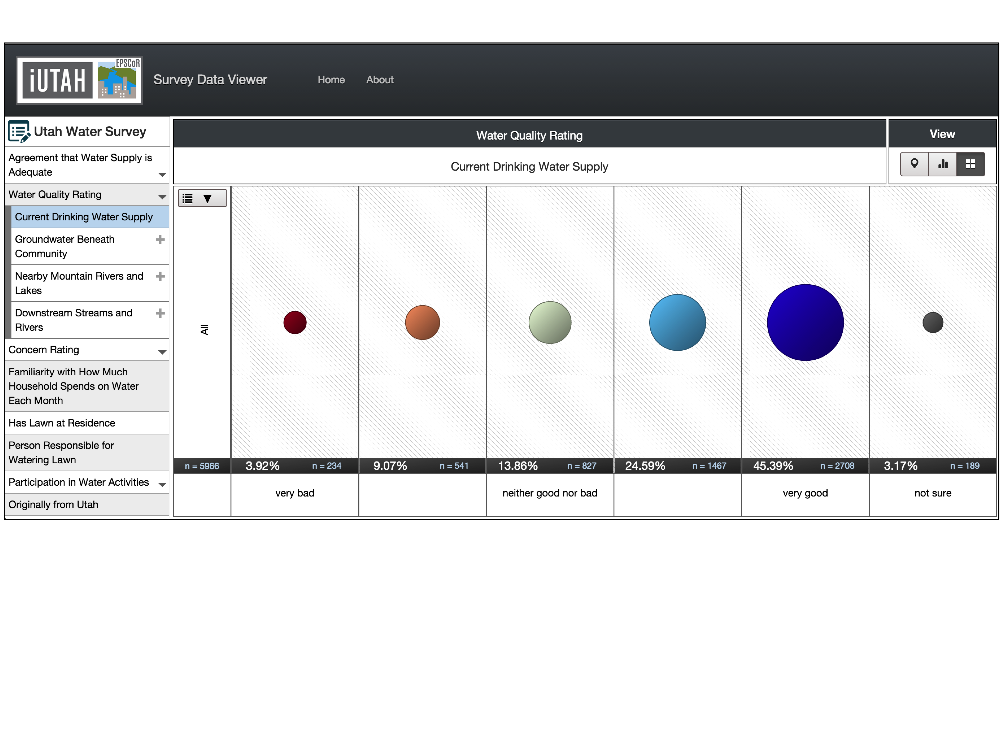 iUTAH
EPSCoR
Survey Data Viewer
Home
About
Utah Water Survey
Agreement that Water Supply is
Adequate
Water Quality Rating
Current Drinking Water Supply
Groundwater Beneath
Community
Nearby Mountain Rivers and
Lakes
Downstream Streams and
Rivers
Concern Rating
Familiarity with How Much
Household Spends on Water
Each Month
Has Lawn at Residence
Person Responsible for
Watering Lawn
Participation in Water Activities
Originally from Utah
Water Quality Rating
Current Drinking Water Supply
View
All
n = 5966
3.92% n = 234
9.07% n = 541
13.86% n = 827
24.59% n = 1467
45.39% n = 2708
3.17% n = 189
very bad
neither good nor bad
very good
not sure